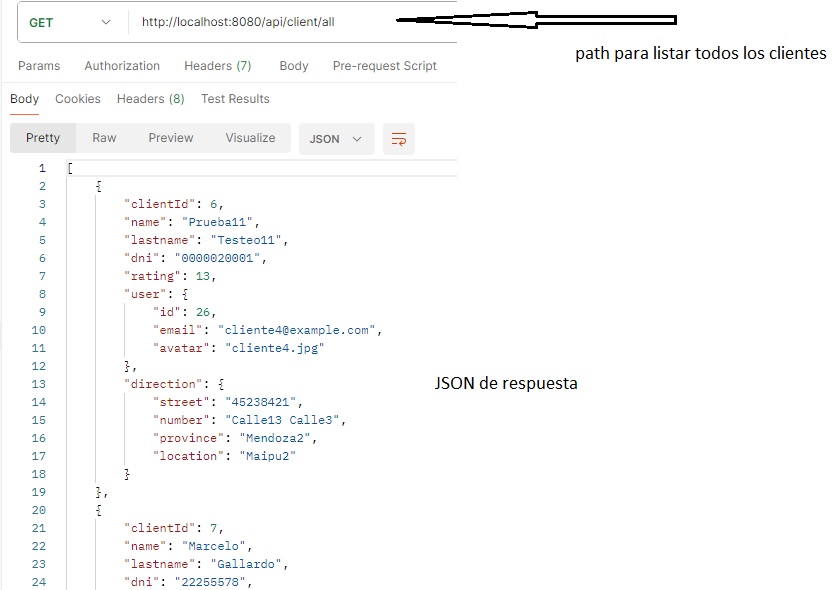 GET http://localhost:8080/api/client/all
path para listar todos los clientes
Params Authorization Headers (7) Body Pre-request Script
Body Cookies Headers (8) Test Results
Pretty Raw Preview Visualize JSON
1 [
2 {
3 "clientId": 6,
4 "name": "Prueba11",
5 "lastname": "Testeo11",
6 "dni": "0000020001",
7 "rating": 13,
8 "user": {
9 "id": 26,
10 "email": "cliente4@example.com",
11 "avatar": "cliente4.jpg"
12 },
13 "direction": {
JSON de respuesta
14 "street": "45238421",
15 "number": "Calle13 Calle3",
16 "province": "Mendoza2",
17 "location": "Maipu2"
18 }
19 },
20 {
21 "clientId": 7,
22 "name": "Marcelo",
23 "lastname": "Gallardo",
24 "dni": "22255578",